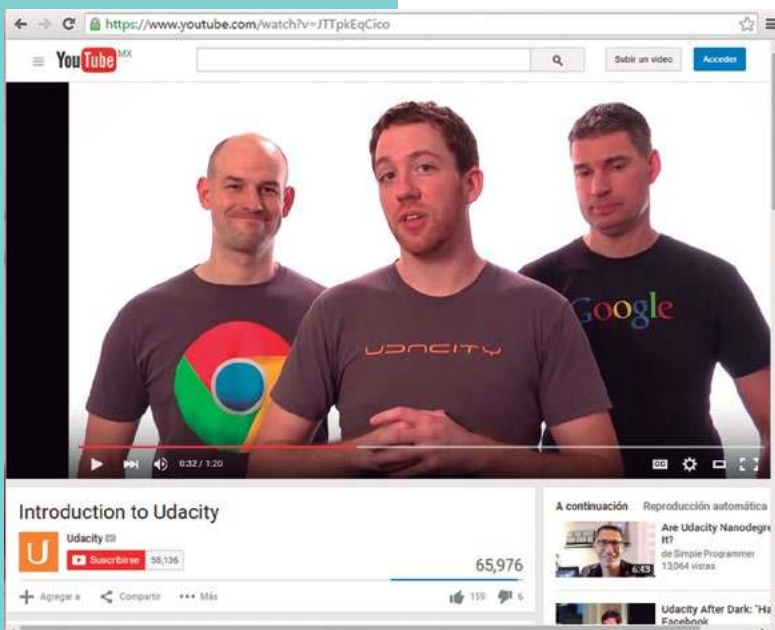 https://www.youtube.com/watch?v=JTTpkEqCico
YouTube MX
Subir un video
Acceder
Google
UDACITY
0:32 / 1:20
CC
Introduction to Udacity
Udacity
Suscribirse 58,136
65,976
Agregar a Compartir Más
159 6
A continuación Reproducción automática
Are Udacity Nanodegre
It?
de Simple Programmer
13,064 vistas
6:43
Udacity After Dark: "Ha
Facebook